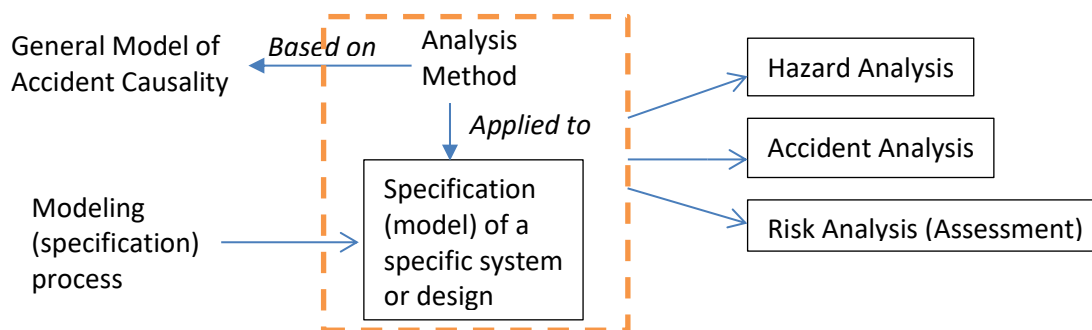 General Model of
Accident Causality
Based on
Analysis
Method
Applied to
Modeling
(specification)
process
Specification
(model) of a
specific system
or design
Hazard Analysis
Accident Analysis
Risk Analysis (Assessment)